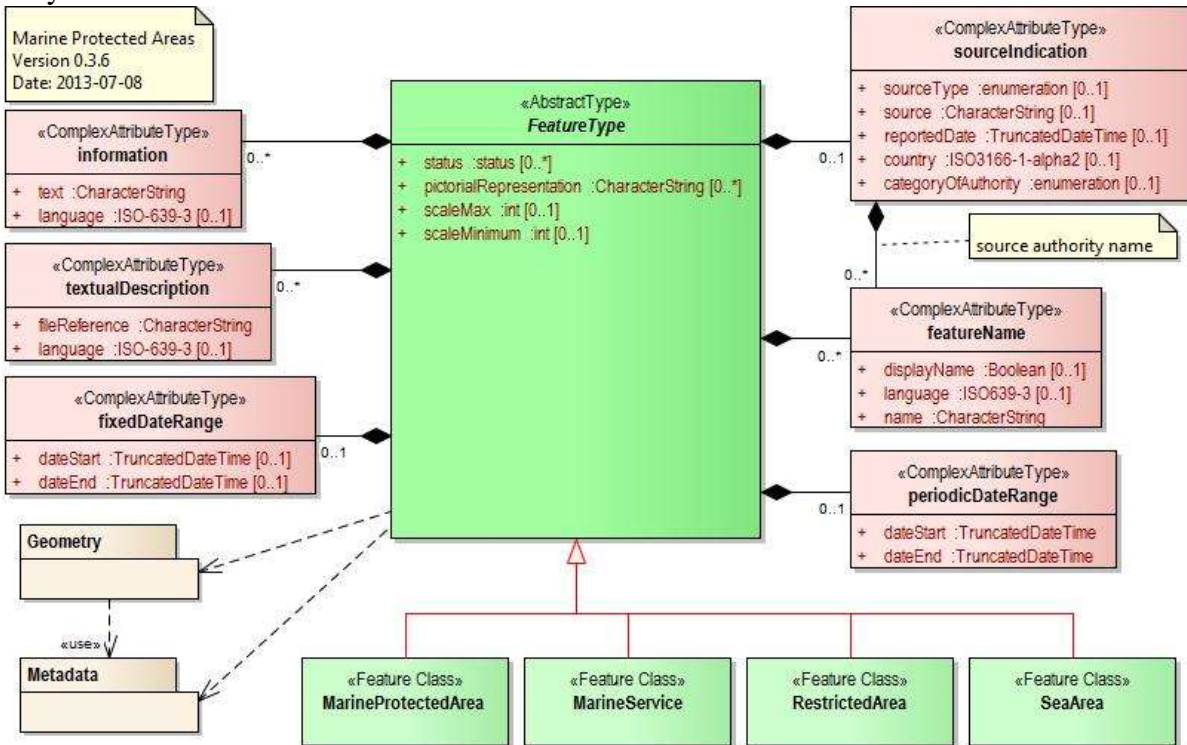 Marine Protected Areas
Version 0.3.6
Date: 2013-07-08
«ComplexAttributeType»
information
+ text :CharacterString
+ language :ISO-639-3 [0..1]
0..*
«ComplexAttributeType»
textualDescription
+ fileReference :CharacterString
+ language :ISO-639-3 [0..1]
0..*
«ComplexAttributeType»
fixedDateRange
+ dateStart :TruncatedDateTime [0..1]
+ dateEnd :TruncatedDateTime [0..1]
0..1
«AbstractType»
FeatureType
+ status :status [0..*]
+ pictorialRepresentation :CharacterString [0..*]
+ scaleMax :int [0..1]
+ scaleMinimum :int [0..1]
«ComplexAttributeType»
sourceIndication
+ sourceType :enumeration [0..1]
+ source :CharacterString [0..1]
+ reportedDate :TruncatedDateTime [0..1]
+ country :ISO3166-1-alpha2 [0..1]
+ categoryOfAuthority :enumeration [0..1]
0..1
source authority name
0..*
«ComplexAttributeType»
featureName
+ displayName :Boolean [0..1]
+ language :ISO639-3 [0..1]
+ name :CharacterString
0..*
«ComplexAttributeType»
periodicDateRange
+ dateStart :TruncatedDateTime
+ dateEnd :TruncatedDateTime
0..1
Geometry
«use»
Metadata
«Feature Class»
MarineProtectedArea
«Feature Class»
MarineService
«Feature Class»
RestrictedArea
«Feature Class»
SeaArea